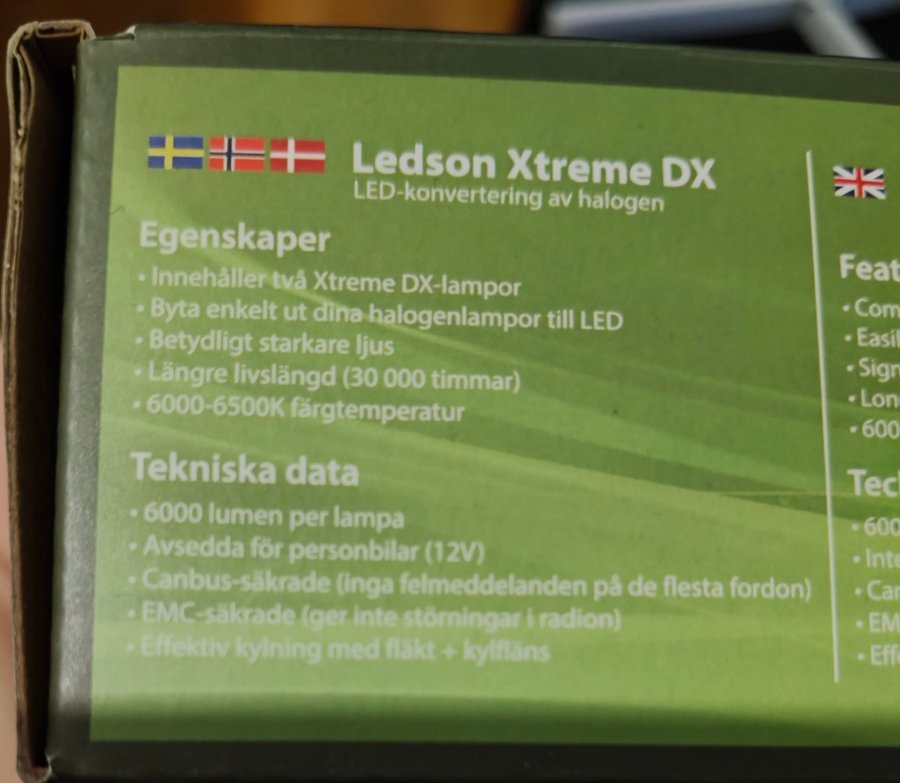 Ledson Xtreme DX
LED-konvertering av halogen
Egenskaper
• Innehåller två Xtreme DX-lampor
• Byta enkelt ut dina halogenlampor till LED
• Betydligt starkare ljus
• Längre livslängd (30 000 timmar)
• 6000-6500K färgtemperatur
Tekniska data
• 6000 lumen per lampa
• Avsedda för personbilar (12V)
• Canbus-säkrade (inga felmeddelanden på de flesta fordon)
• EMC-säkrade (ger inte störningar i radion)
• Effektiv kylning med fläkt + kylfläns
Feat
• Com
• Easil
• Sign
• Lon
• 600
Tech
• 600
• Inte
• Can
• EM
• Effe